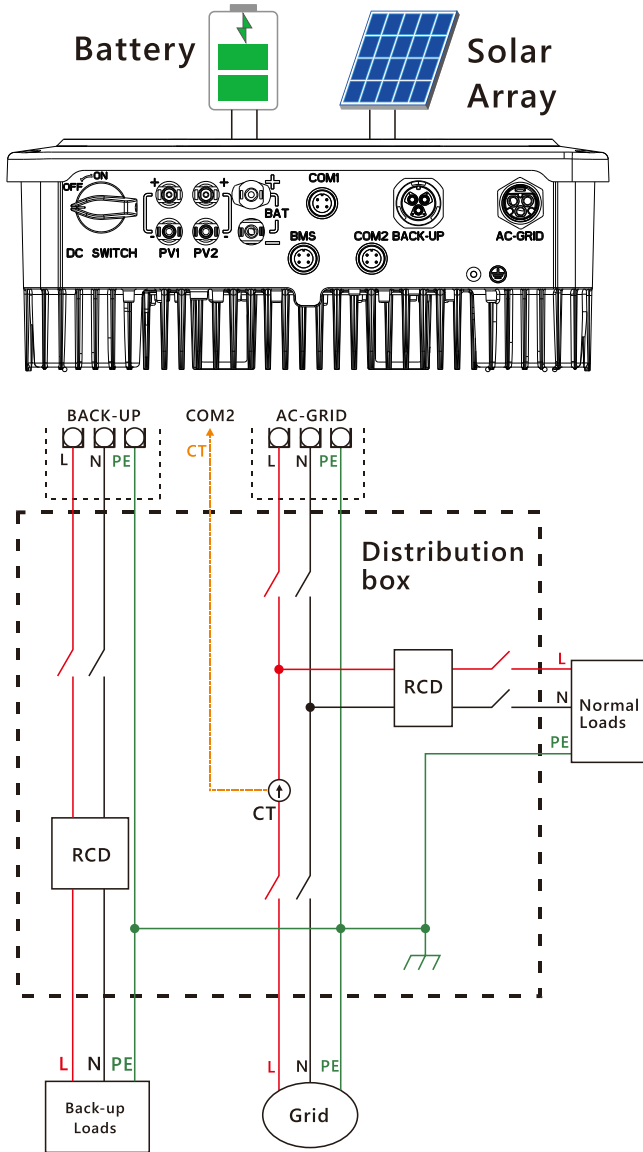 Battery
Solar
Array
OFF
ON
+
+
+
COM1
BAT
BMS
COM2 BACK-UP
AC-GRID
-
-
—
DC SWITCH
PV1
PV2
BACK-UP
COM2
AC-GRID
L
N
PE
CT
L
N
PE
Distribution
box
RCD
L
N
PE
Normal
Loads
CT
RCD
L
N
PE
L
N
PE
Back-up
Loads
Grid